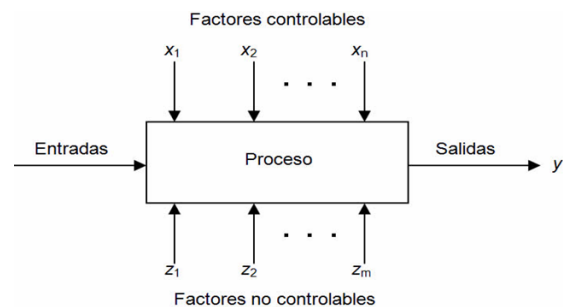 Factores controlables
x1 x2 . . . xn
Entradas Proceso Salidas y
. . .
z1 z2 zm
Factores no controlables